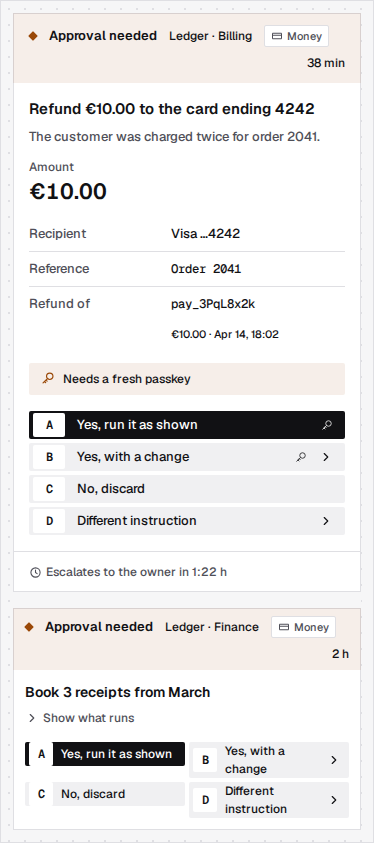 Approval needed Ledger · Billing Money
38 min
Refund €10.00 to the card ending 4242
The customer was charged twice for order 2041.
Amount
€10.00
Recipient Visa …4242
Reference Order 2041
Refund of pay_3PqL8x2k
€10.00 · Apr 14, 18:02
Needs a fresh passkey
A Yes, run it as shown
B Yes, with a change
C No, discard
D Different instruction
Escalates to the owner in 1:22 h
Approval needed Ledger · Finance Money
2 h
Book 3 receipts from March
Show what runs
A Yes, run it as shown
B Yes, with a
change
C No, discard
D Different
instruction